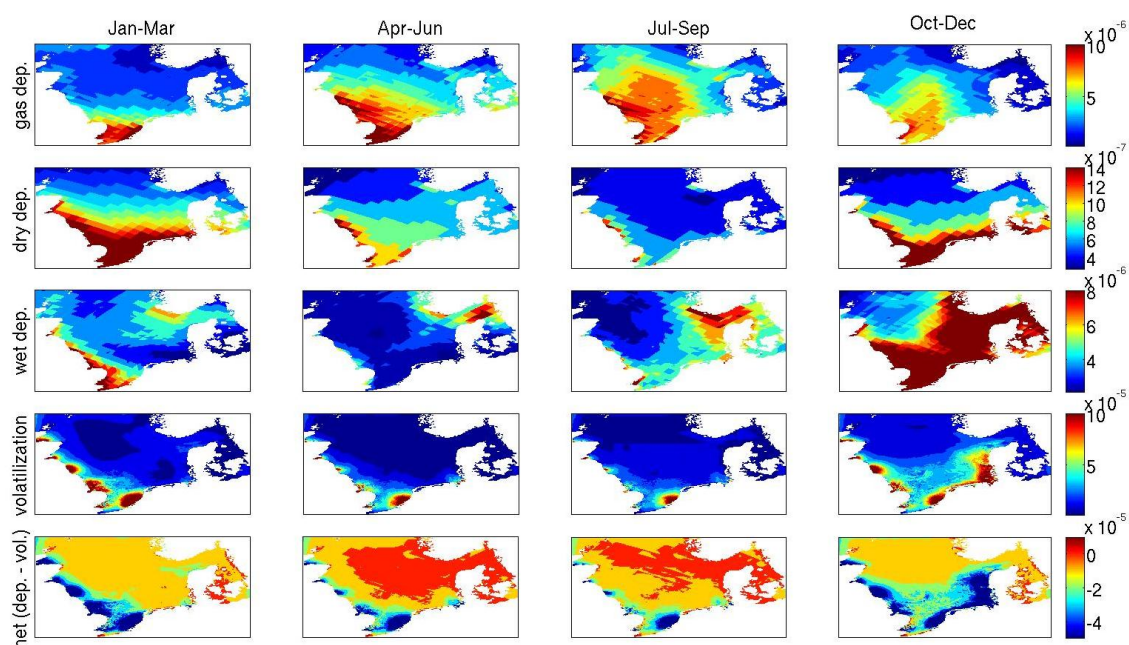 Jan-Mar
Apr-Jun
Jul-Sep
Oct-Dec
x 10⁻⁶
gas dep.
10
5
x 10⁻⁷
dry dep.
14
12
10
8
6
4
x 10⁻⁶
wet dep.
8
6
4
x 10⁻⁵
volatilization
10
5
x 10⁻⁵
net (dep. - vol.)
0
-2
-4